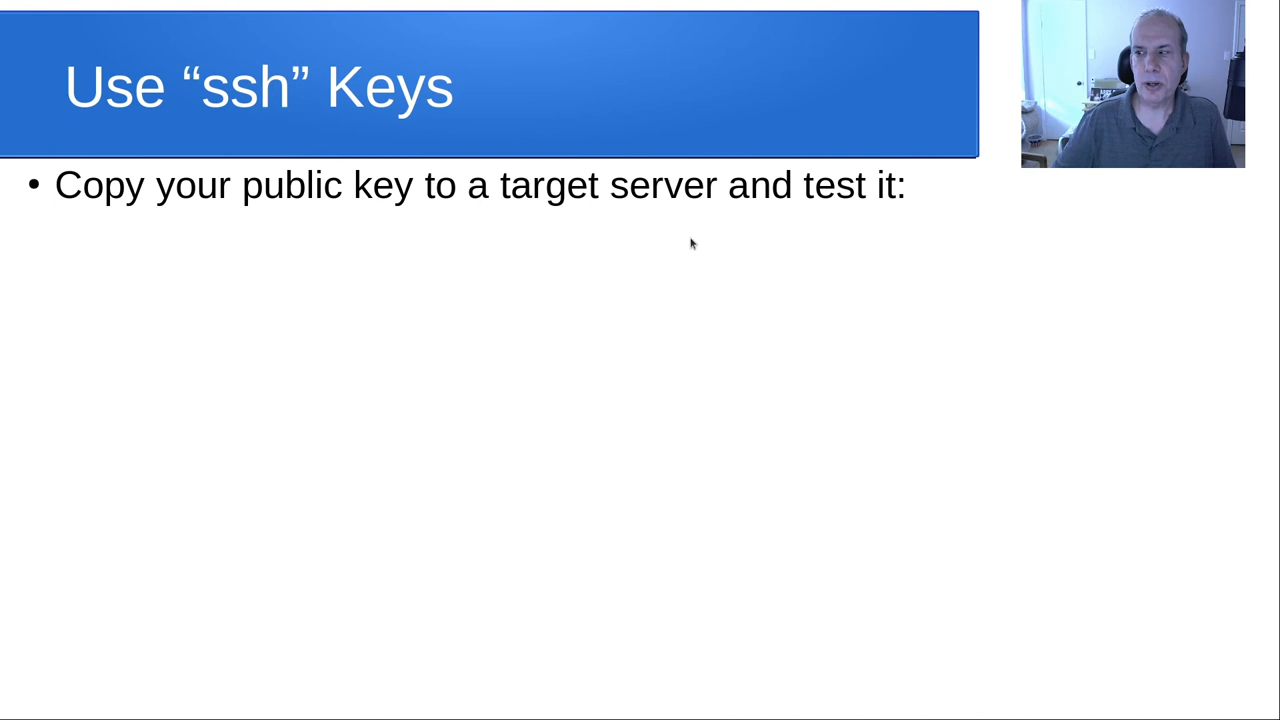 Use “ssh” Keys
• Copy your public key to a target server and test it: